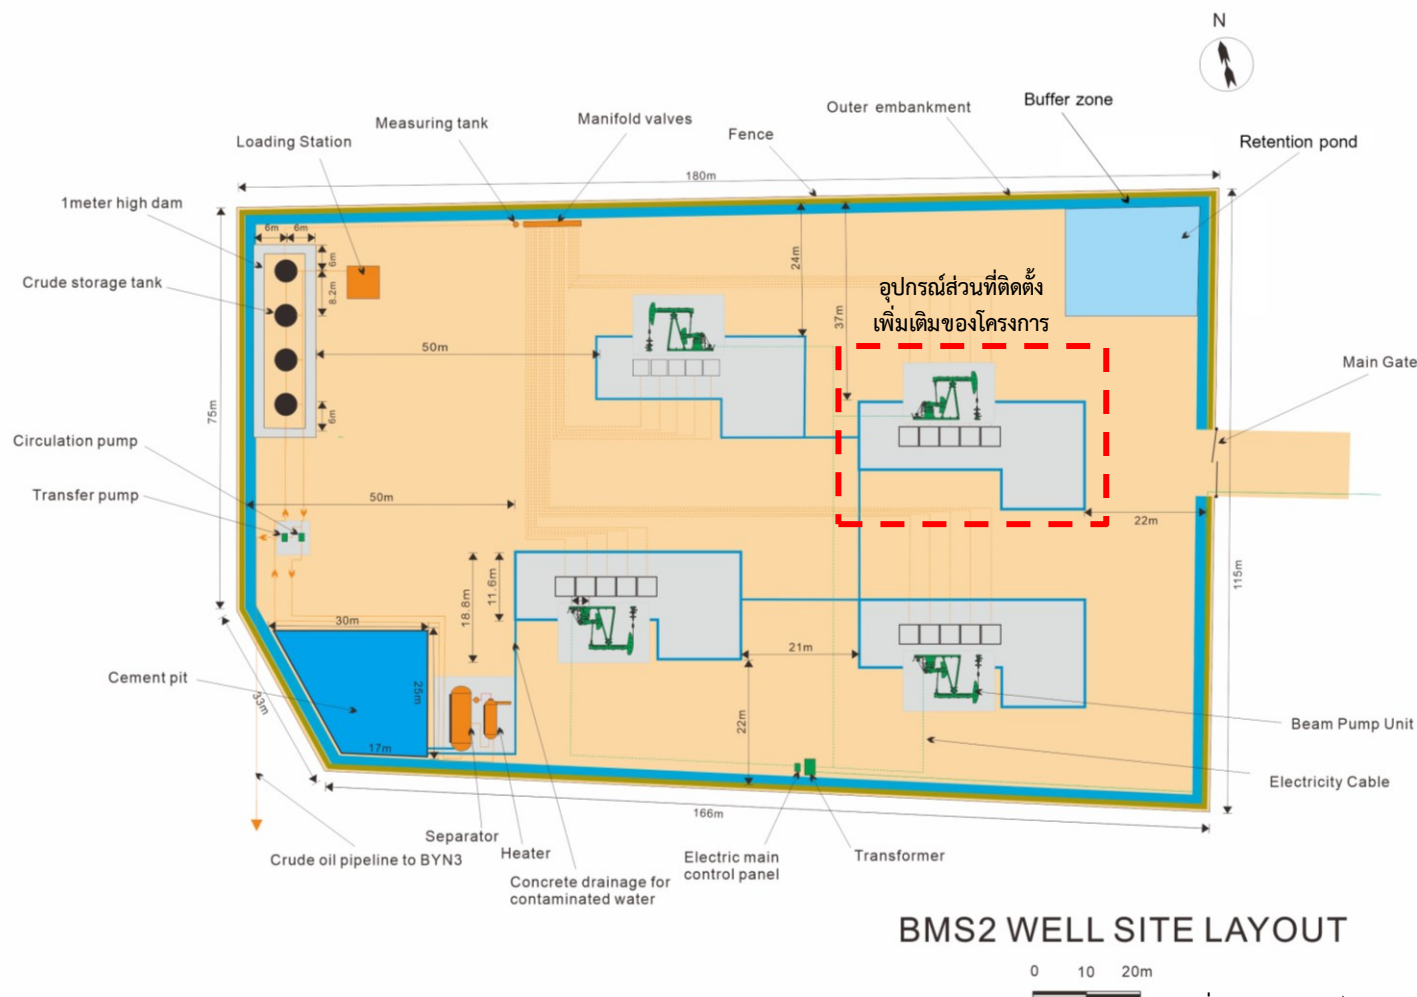 N
Buffer zone
Outer embankment
Manifold valves
Measuring tank
Fence
Loading Station
Retention pond
180m
1meter high dam
6m
6m
6m
24m
Crude storage tank
8.2m
อุปกรณ์ส่วนที่ติดตั้ง
เพิ่มเติมของโครงการ
37m
50m
Main Gate
75m
6m
Circulation pump
Transfer pump
50m
22m
115m
11.6m
18.8m
30m
21m
Cement pit
25m
33m
22m
17m
Beam Pump Unit
Electricity Cable
166m
Separator
Heater
Crude oil pipeline to BYN3
Electric main
control panel
Transformer
Concrete drainage for
contaminated water
BMS2 WELL SITE LAYOUT
0 10 20m